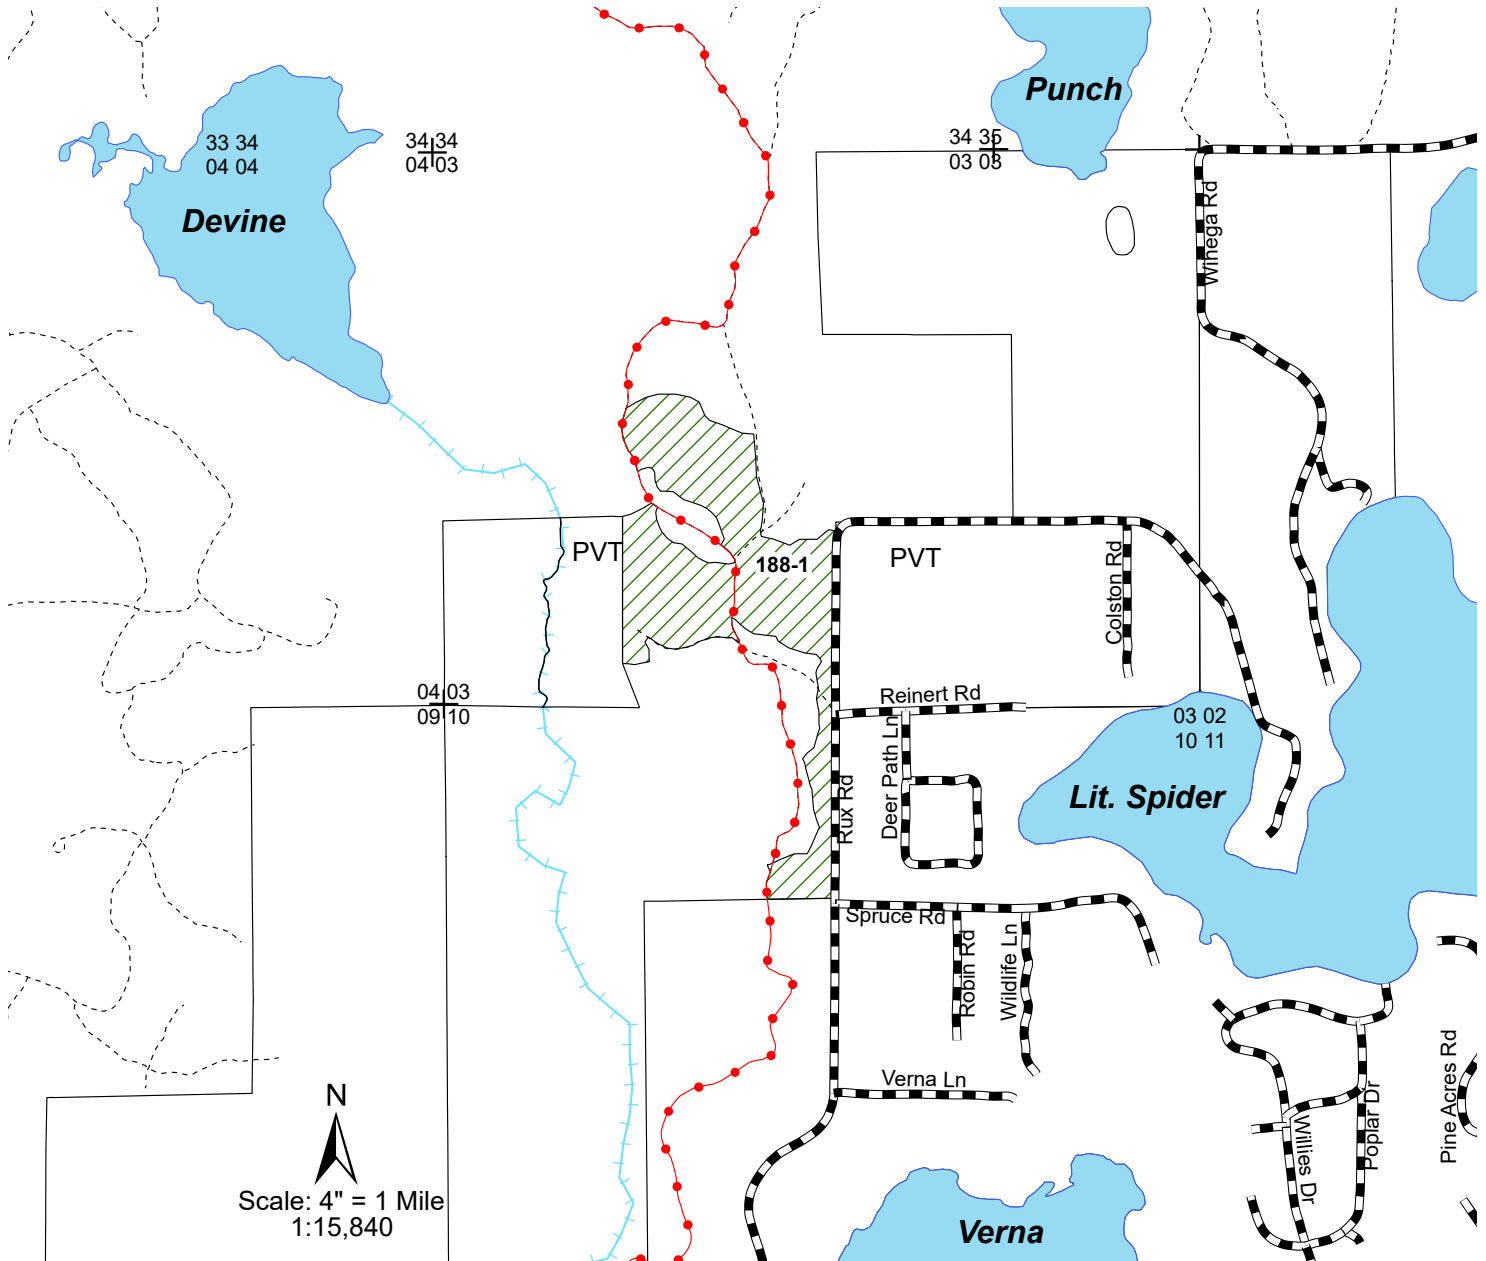 Punch
33 34
04 04
34 34
04 03
34 35
03 03
Devine
Winega Rd
PVT
188-1
PVT
Colston Rd
04 03
09 10
Reinert Rd
03 02
10 11
Deer Path Ln
Rux Rd
Lit. Spider
Spruce Rd
Robin Rd
Wildlife Ln
Verna Ln
Willies Dr
Poplar Dr
Pine Acres Rd
N
Scale: 4" = 1 Mile
1:15,840
Verna